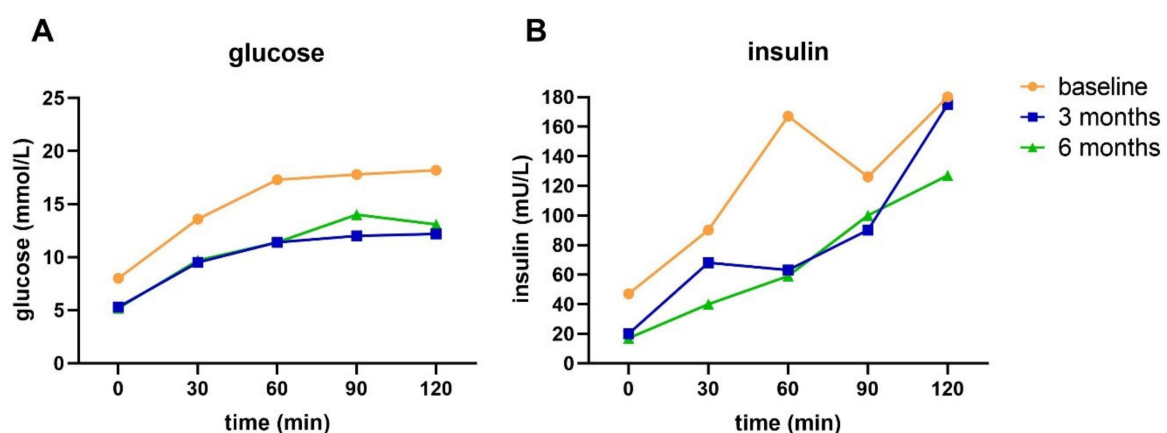 A
glucose
glucose (mmol/L)
25
20
15
10
5
0
0 30 60 90 120
time (min)
B
insulin
insulin (mU/L)
180
160
140
120
100
80
60
40
20
0
0 30 60 90 120
time (min)
baseline
3 months
6 months